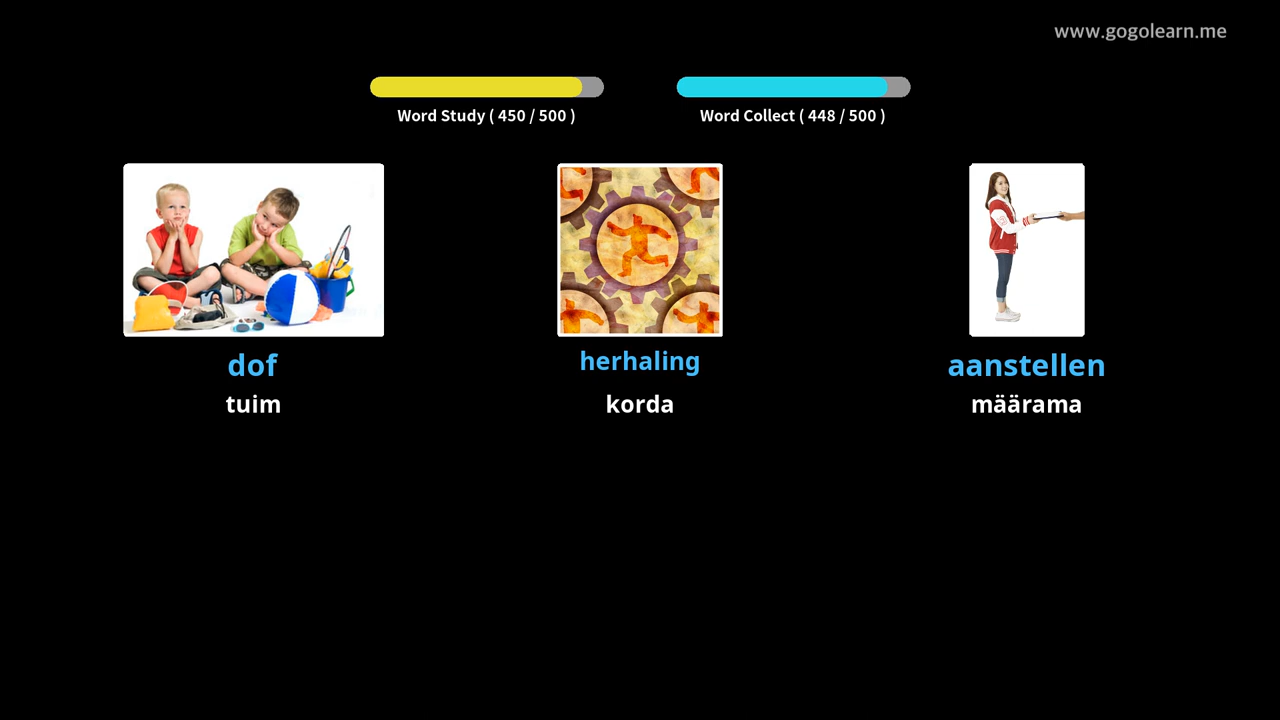 www.gogolearn.me
Word Study ( 450 / 500 )
Word Collect ( 448 / 500 )
dof
herhaling
aanstellen
tuim
korda
määrama